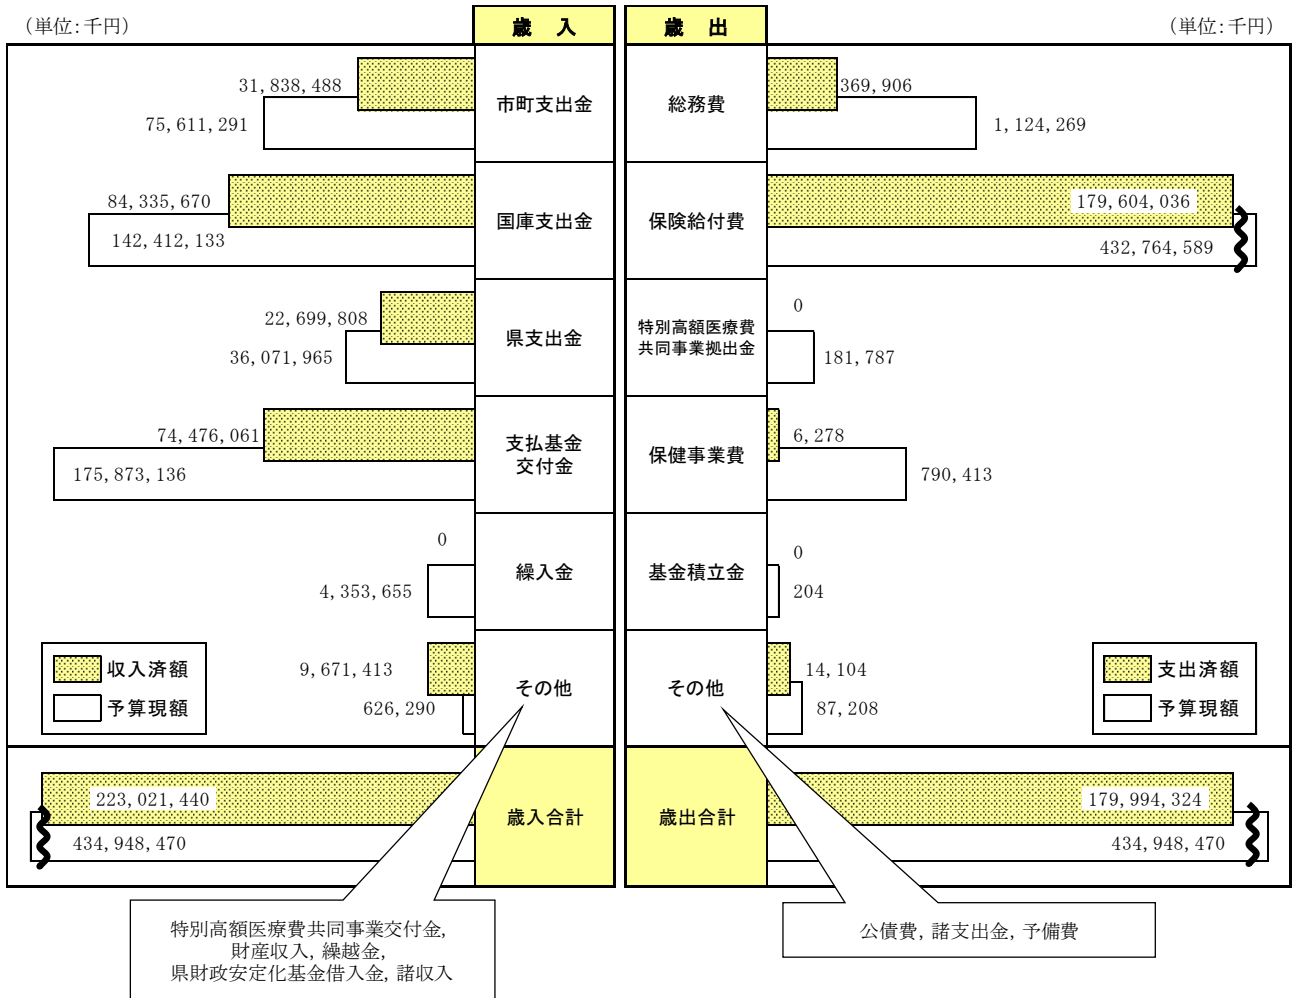 （単位：千円）
歳　入
歳　出
（単位：千円）
31,838,488
75,611,291
市町支出金
総務費
369,906
1,124,269
84,335,670
142,412,133
国庫支出金
保険給付費
179,604,036
432,764,589
22,699,808
36,071,965
県支出金
特別高額医療費
共同事業拠出金
0
181,787
74,476,061
175,873,136
支払基金
交付金
保健事業費
6,278
790,413
0
4,353,655
繰入金
基金積立金
0
204
収入済額
予算現額
9,671,413
626,290
その他
その他
14,104
87,208
支出済額
予算現額
223,021,440
434,948,470
歳入合計
歳出合計
179,994,324
434,948,470
特別高額医療費共同事業交付金,
財産収入, 繰越金,
県財政安定化基金借入金, 諸収入
公債費, 諸支出金, 予備費